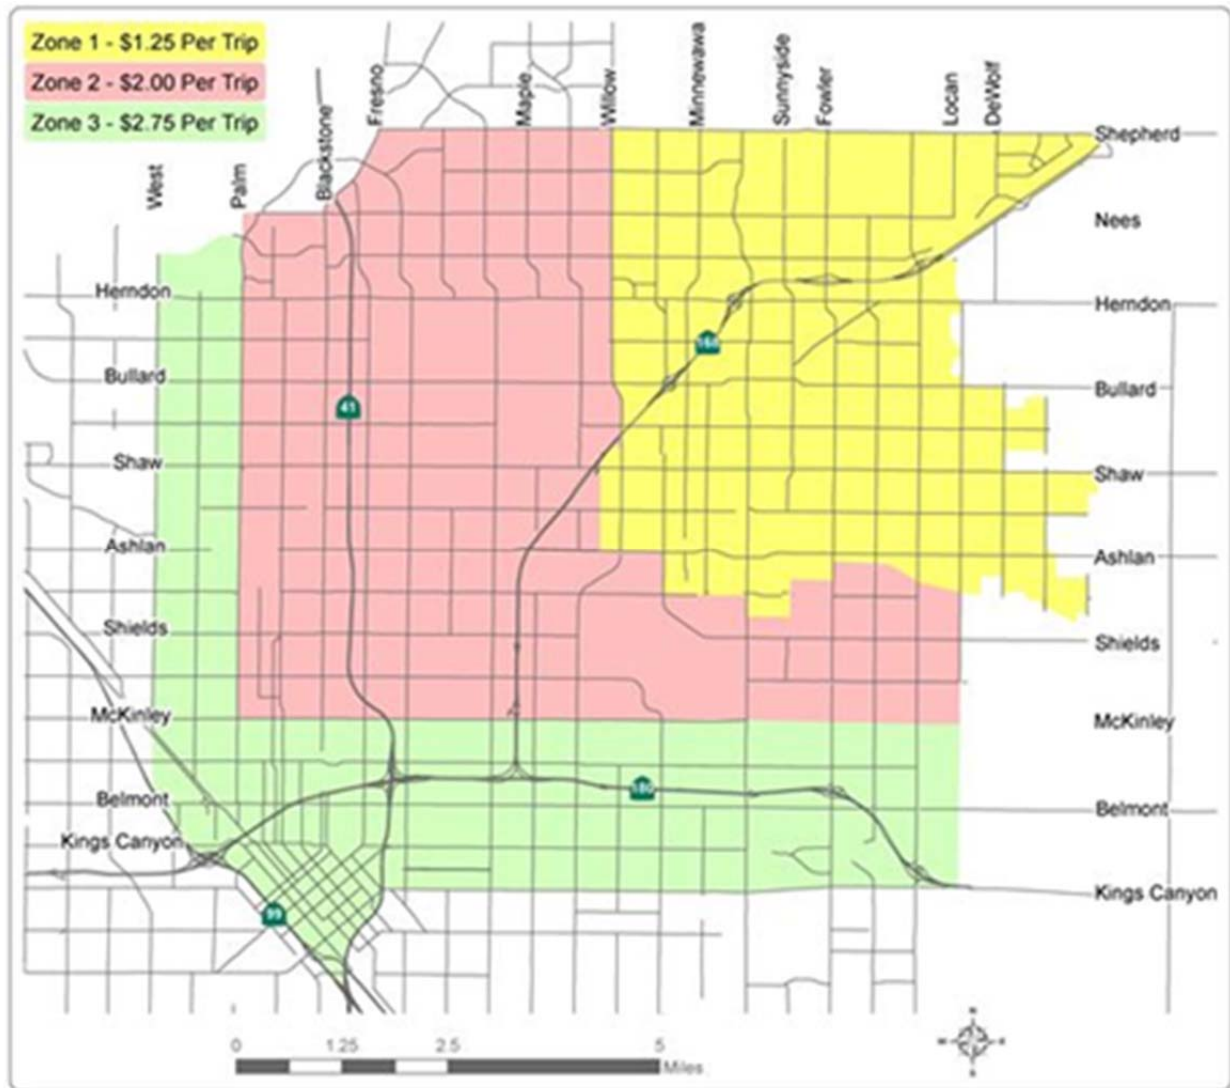 Zone 1 - $1.25 Per Trip
Zone 2 - $2.00 Per Trip
Zone 3 - $2.75 Per Trip
West
Palm
Blackstone
Fresno
Maple
Willow
Minnewawa
Sunnyside
Fowler
Locan
DeWolf
Shepherd
Nees
Herndon
Herndon
Bullard
Bullard
41
168
Shaw
Shaw
Ashlan
Ashlan
Shields
Shields
McKinley
McKinley
180
Belmont
Belmont
Kings Canyon
Kings Canyon
99
0 1.25 2.5 5
Miles